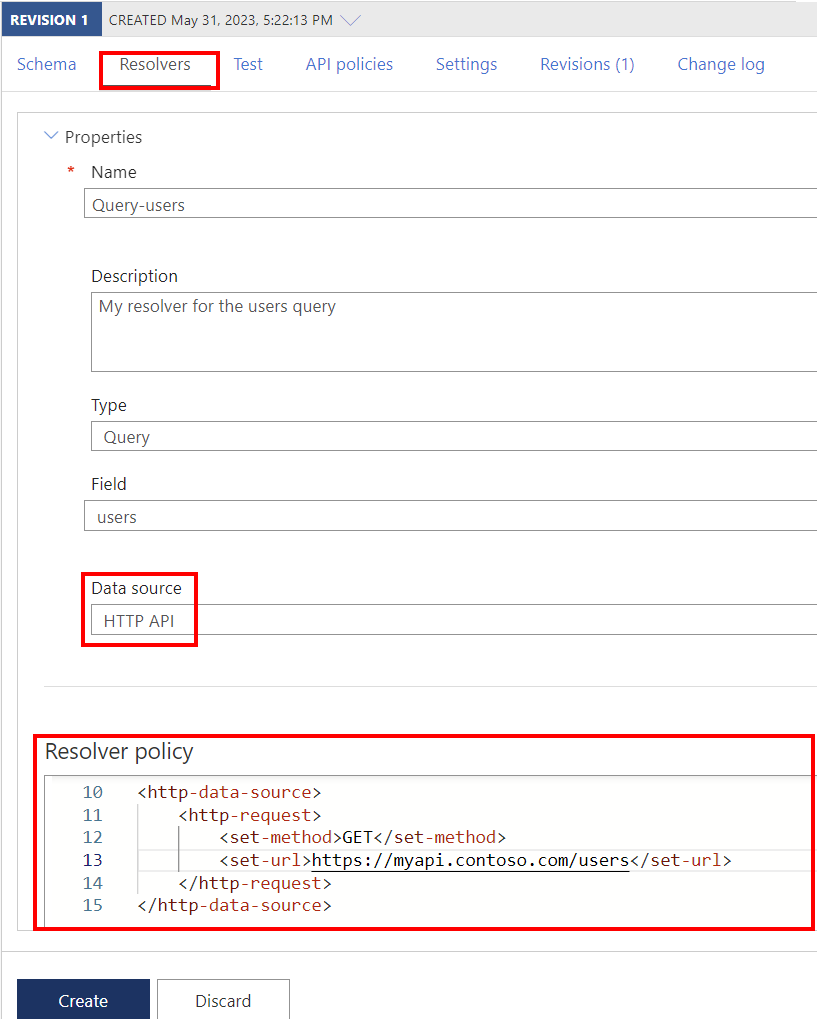 REVISION 1 CREATED May 31, 2023, 5:22:13 PM
Schema Resolvers Test API policies Settings Revisions (1) Change log
Properties
* Name
Query-users
Description
My resolver for the users query
Type
Query
Field
users
Data source
HTTP API
Resolver policy
10 <http-data-source>
11 <http-request>
12 <set-method>GET</set-method>
13 <set-url>https://myapi.contoso.com/users</set-url>
14 </http-request>
15 </http-data-source>
Create Discard